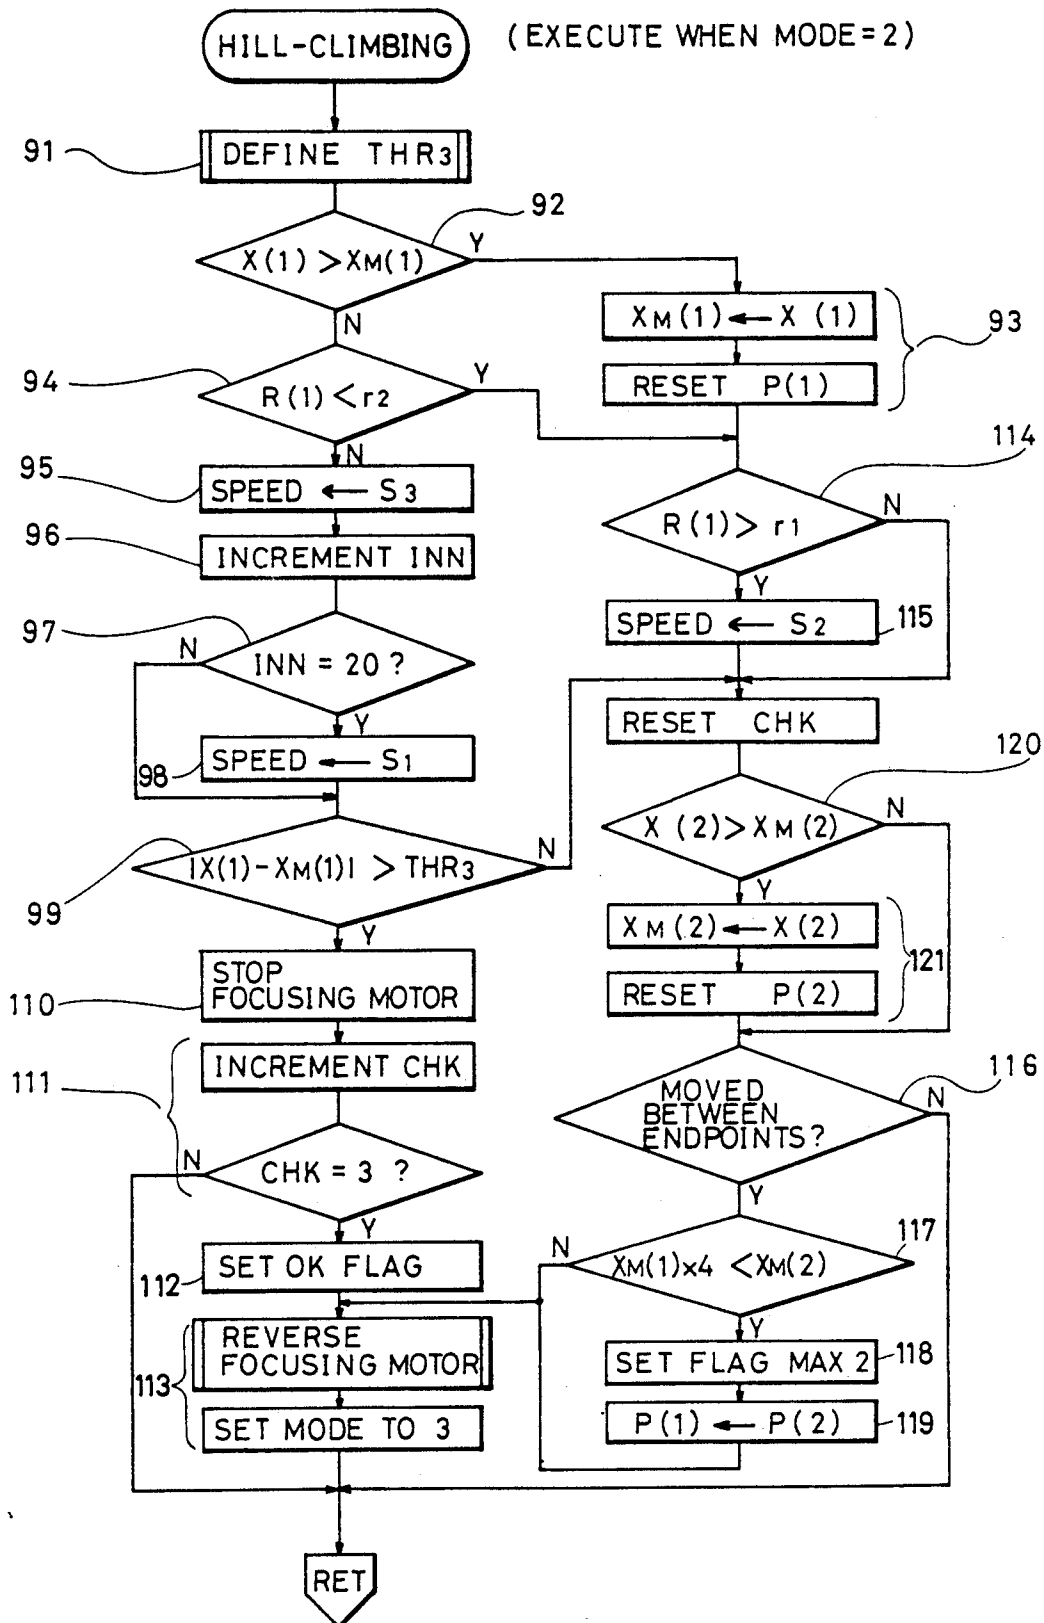 HILL-CLIMBING
(EXECUTE WHEN MODE=2)
91
DEFINE THR3
92
X(1)>XM(1)
Y
N
XM(1)←X (1)
RESET P(1)
93
94
R(1)<r2
Y
N
95
SPEED ← S3
96
INCREMENT INN
97
N
INN = 20 ?
Y
98
SPEED ← S1
99
|X(1)-XM(1)| > THR3
N
Y
110
STOP
FOCUSING MOTOR
111
INCREMENT CHK
N
CHK = 3 ?
Y
112
SET OK FLAG
113
REVERSE
FOCUSING MOTOR
SET MODE TO 3
RET
114
R(1)> r1
N
Y
SPEED ← S2
115
RESET CHK
120
X (2)>XM(2)
N
Y
XM(2)←X(2)
RESET P(2)
121
116
MOVED
BETWEEN
ENDPOINTS?
N
Y
117
XM(1)x4 <XM(2)
N
Y
SET FLAG MAX 2
118
P(1) ← P(2)
119